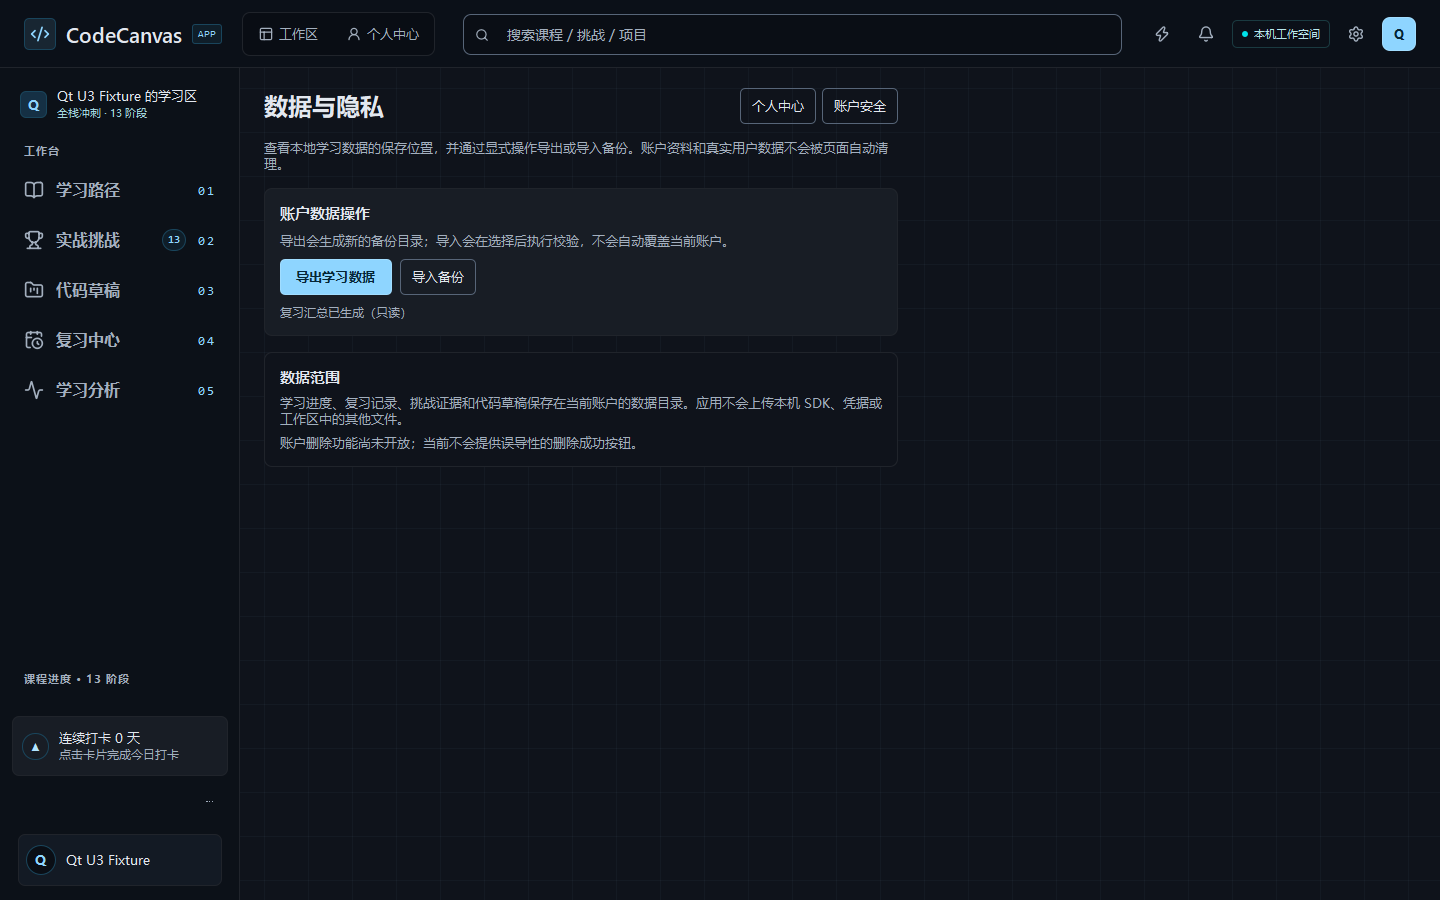 CodeCanvas APP
工作区
个人中心
搜索课程 / 挑战 / 项目
本机工作空间
Q
Q
Qt U3 Fixture 的学习区
全栈冲刺 · 13 阶段
工作台
学习路径 01
实战挑战 13 02
代码草稿 03
复习中心 04
学习分析 05
课程进度 • 13 阶段
连续打卡 0 天
点击卡片完成今日打卡
...
Q
Qt U3 Fixture
数据与隐私
个人中心
账户安全
查看本地学习数据的保存位置，并通过显式操作导出或导入备份。账户资料和真实用户数据不会被页面自动清
理。
账户数据操作
导出会生成新的备份目录；导入会在选择后执行校验，不会自动覆盖当前账户。
导出学习数据
导入备份
复习汇总已生成（只读）
数据范围
学习进度、复习记录、挑战证据和代码草稿保存在当前账户的数据目录。应用不会上传本机 SDK、凭据或
工作区中的其他文件。
账户删除功能尚未开放；当前不会提供误导性的删除成功按钮。